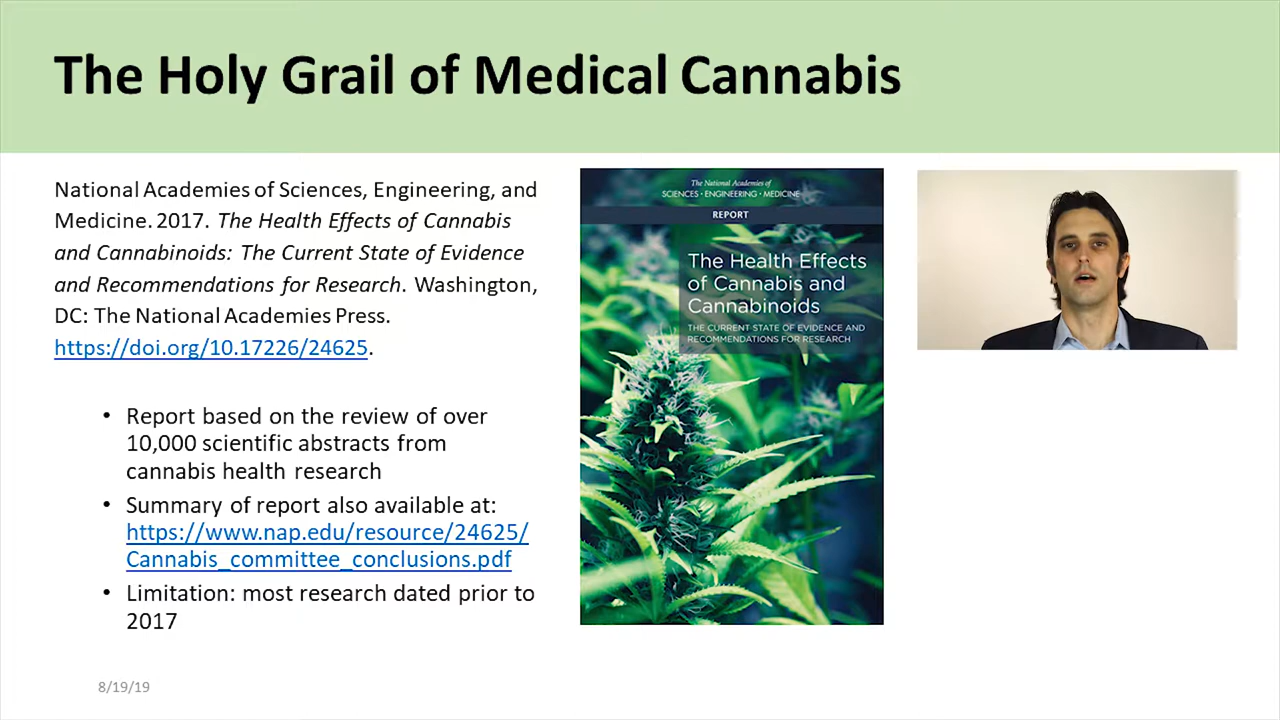 The Holy Grail of Medical Cannabis
National Academies of Sciences, Engineering, and
Medicine. 2017. The Health Effects of Cannabis
and Cannabinoids: The Current State of Evidence
and Recommendations for Research. Washington,
DC: The National Academies Press.
https://doi.org/10.17226/24625.
• Report based on the review of over
10,000 scientific abstracts from
cannabis health research
• Summary of report also available at:
https://www.nap.edu/resource/24625/
Cannabis_committee_conclusions.pdf
• Limitation: most research dated prior to
2017
8/19/19
The National Academies of
SCIENCES · ENGINEERING · MEDICINE
REPORT
The Health Effects
of Cannabis and
Cannabinoids
THE CURRENT STATE OF EVIDENCE AND
RECOMMENDATIONS FOR RESEARCH